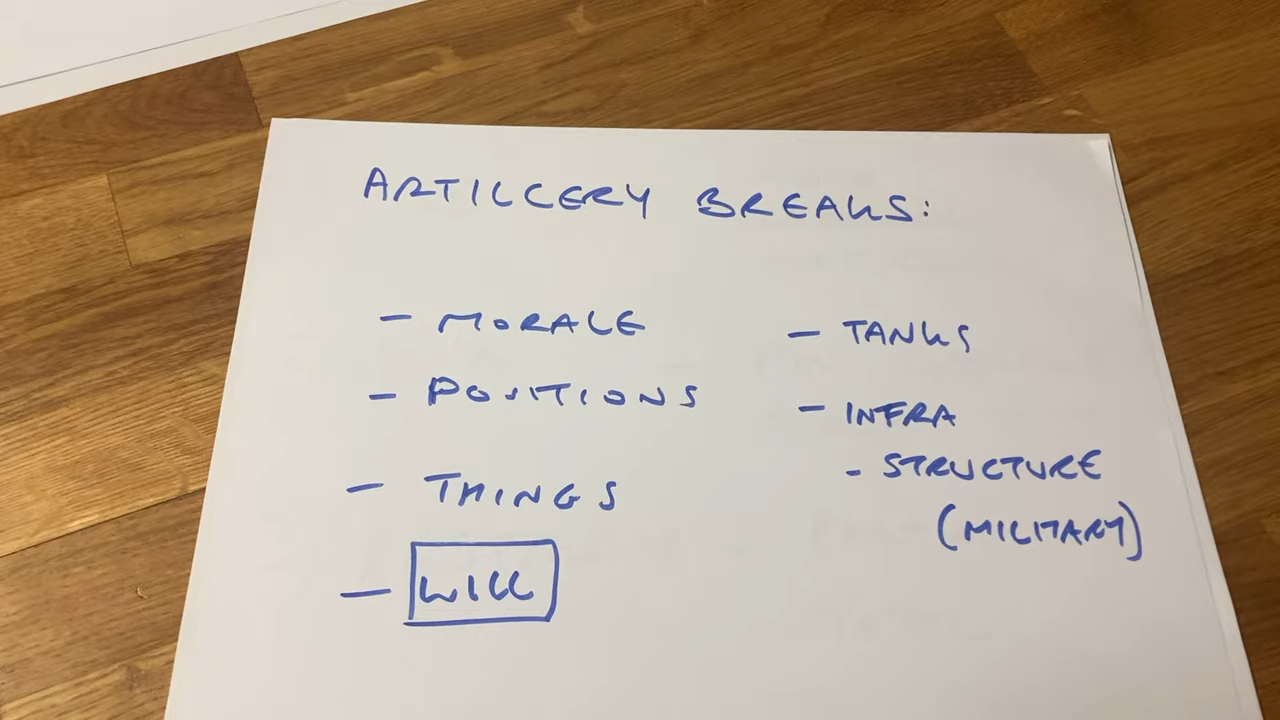 ARTILLERY BREAKS:
- MORALE
- POSITIONS
- THINGS
- WILL
- TANKS
- INFRA
- STRUCTURE
(MILITARY)